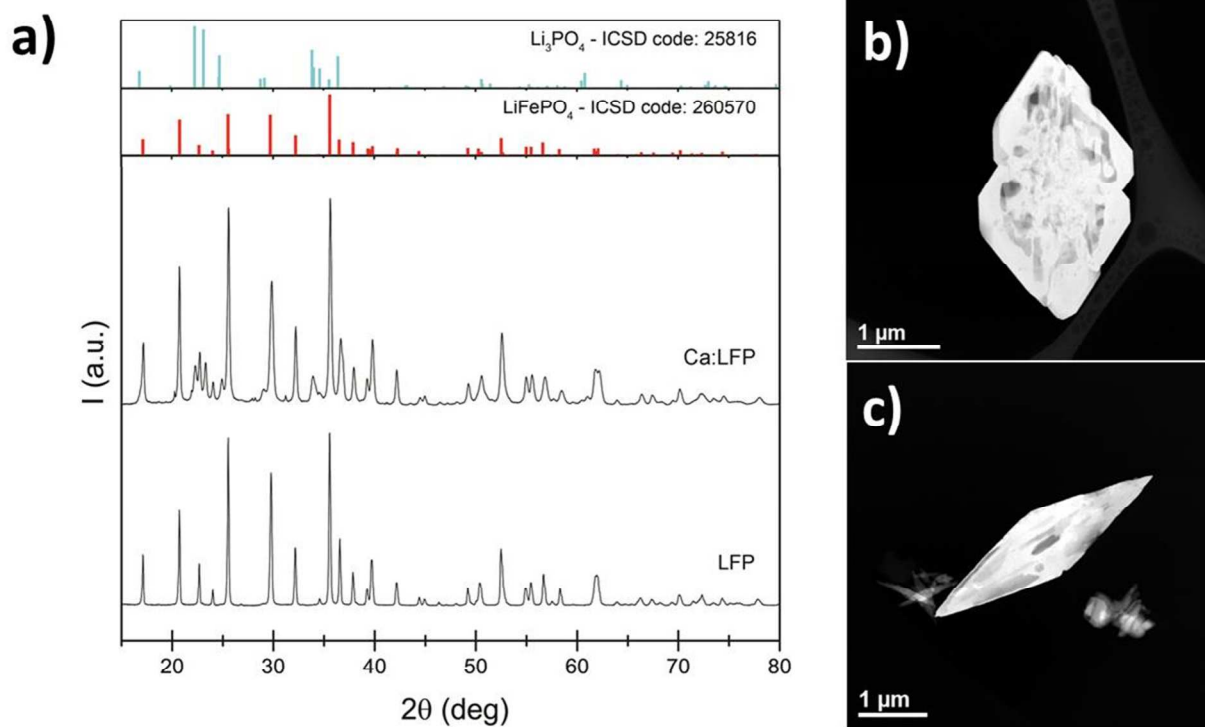 a)
Li₃PO₄ - ICSD code: 25816
LiFePO₄ - ICSD code: 260570
I (a.u.)
Ca:LFP
LFP
20 30 40 50 60 70 80
2θ (deg)
b)
1 µm
c)
1 µm